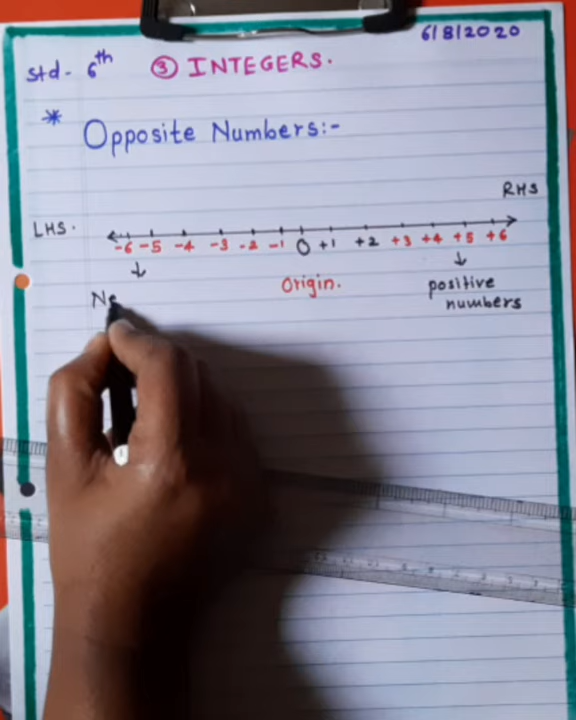 6/8/2020
std - 6th ③ INTEGERS.
* Opposite Numbers:-
RHS
LHS.
-6 -5 -4 -3 -2 -1 0 +1 +2 +3 +4 +5 +6
↓ Origin. ↓
positive
numbers
Ne